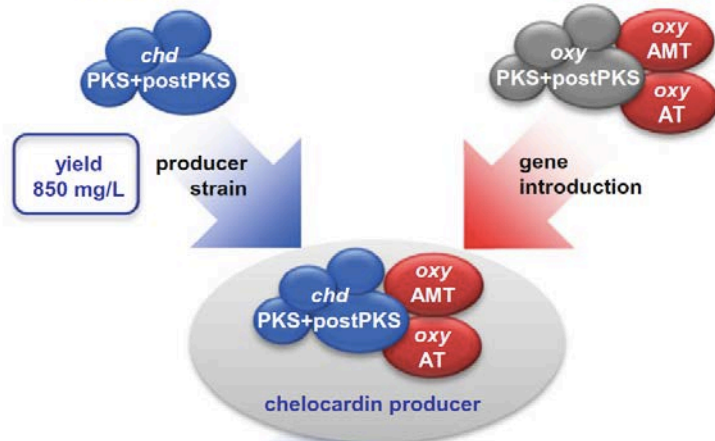 chd
PKS+postPKS
oxy
PKS+postPKS
oxy
AMT
oxy
AT
yield
850 mg/L
producer
strain
gene
introduction
chd
PKS+postPKS
oxy
AMT
oxy
AT
chelocardin producer